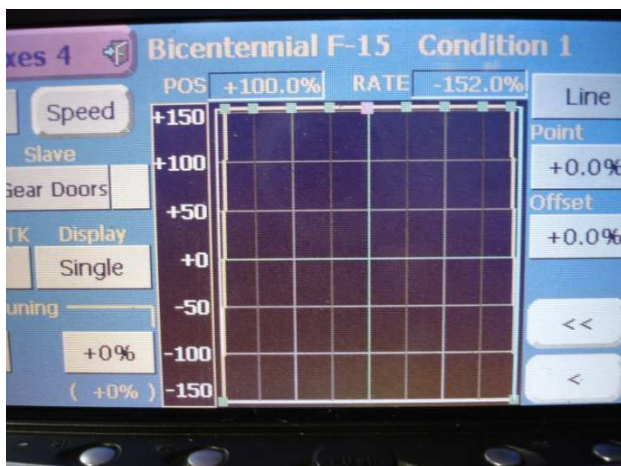 xes 4 Bicentennial F-15 Condition 1
POS +100.0% RATE -152.0%
Line
Speed
Slave
Gear Doors
TK Display
Single
uning
+0%
( +0% )
+150
+100
+50
+0
-50
-100
-150
Point
+0.0%
Offset
+0.0%
<<
<